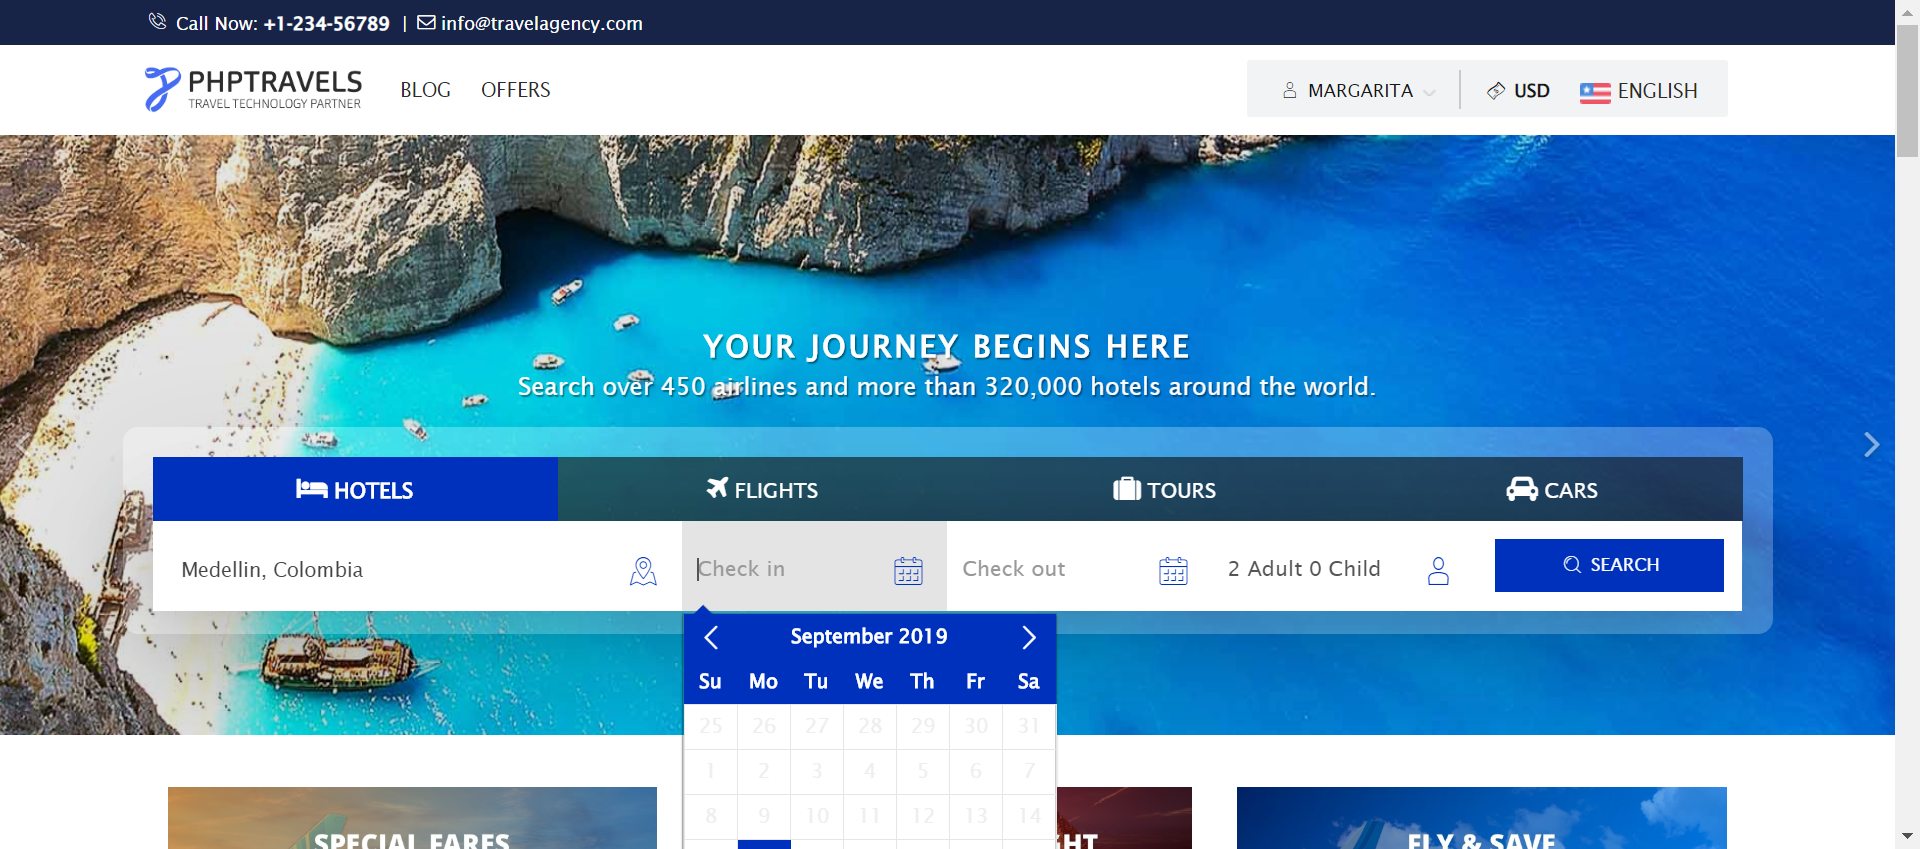 Call Now: +1-234-56789 | info@travelagency.com
PHPTRAVELS
TRAVEL TECHNOLOGY PARTNER
BLOG OFFERS
MARGARITA USD ENGLISH
YOUR JOURNEY BEGINS HERE
Search over 450 airlines and more than 320,000 hotels around the world.
HOTELS FLIGHTS TOURS CARS
Medellin, Colombia Check in Check out 2 Adult 0 Child SEARCH
September 2019
Su Mo Tu We Th Fr Sa
25 26 27 28 29 30 31
1 2 3 4 5 6 7
8 9 10 11 12 13 14
SPECIAL FARES
FLY & SAVE